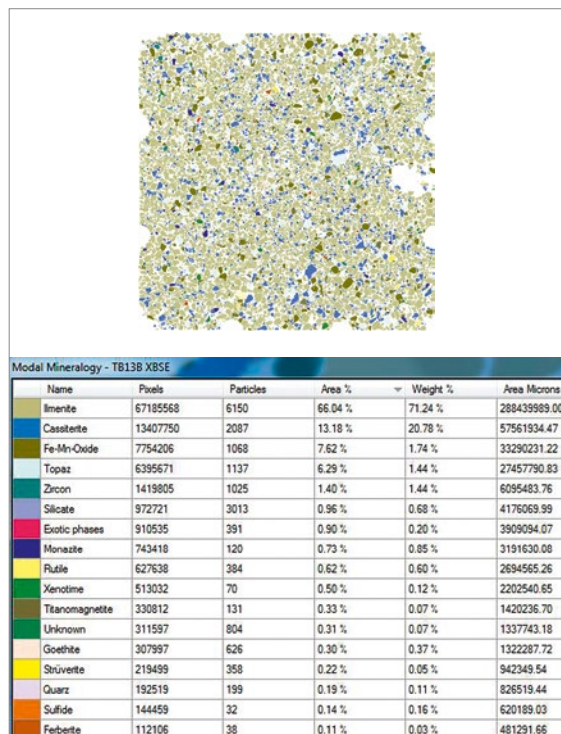 Modal Mineralogy - TB13B XBSE
Name Pixels Particles Area % Weight % Area Microns
Ilmenite 67185568 6150 66.04 % 71.24 % 288439989.00
Cassiterite 13407750 2087 13.18 % 20.78 % 57561934.47
Fe-Mn-Oxide 7754206 1068 7.62 % 1.74 % 33290231.22
Topaz 6395671 1137 6.29 % 1.44 % 27457790.83
Zircon 1419805 1025 1.40 % 1.44 % 6095483.76
Silicate 972721 3013 0.96 % 0.68 % 4176069.99
Exotic phases 910535 391 0.90 % 0.20 % 3909094.07
Monazite 743418 120 0.73 % 0.85 % 3191630.08
Rutile 627638 384 0.62 % 0.60 % 2694565.26
Xenotime 513032 70 0.50 % 0.12 % 2202540.65
Titanomagnetite 330812 131 0.33 % 0.07 % 1420236.70
Unknown 311597 804 0.31 % 0.07 % 1337743.18
Goethite 307997 626 0.30 % 0.37 % 1322287.72
Strüverite 219499 358 0.22 % 0.05 % 942349.54
Quarz 192519 199 0.19 % 0.11 % 826519.44
Sulfide 144459 32 0.14 % 0.16 % 620189.03
Ferberite 112106 38 0.11 % 0.03 % 481291.66